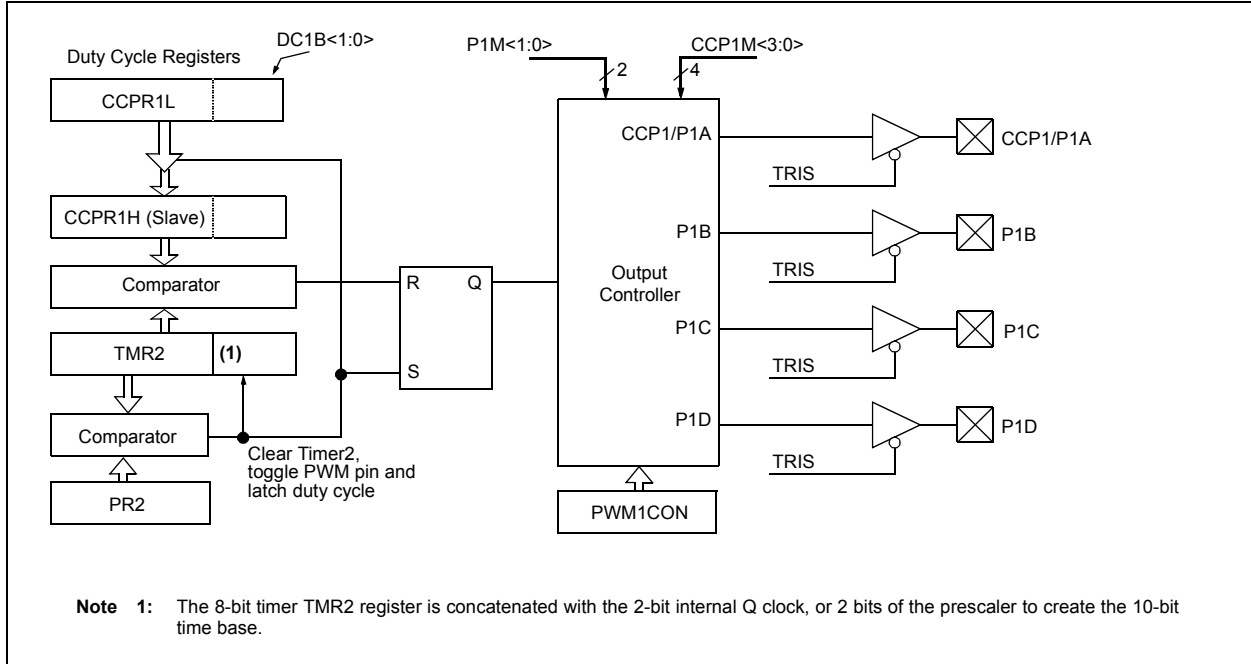 DC1B<1:0>
Duty Cycle Registers
CCPR1L
CCPR1H (Slave)
Comparator
TMR2
(1)
Comparator
PR2
Clear Timer2,
toggle PWM pin and
latch duty cycle
R
Q
S
P1M<1:0>
2
CCP1M<3:0>
4
Output
Controller
CCP1/P1A
P1B
P1C
P1D
PWM1CON
TRIS
CCP1/P1A
TRIS
P1B
TRIS
P1C
TRIS
P1D
Note 1: The 8-bit timer TMR2 register is concatenated with the 2-bit internal Q clock, or 2 bits of the prescaler to create the 10-bit
time base.